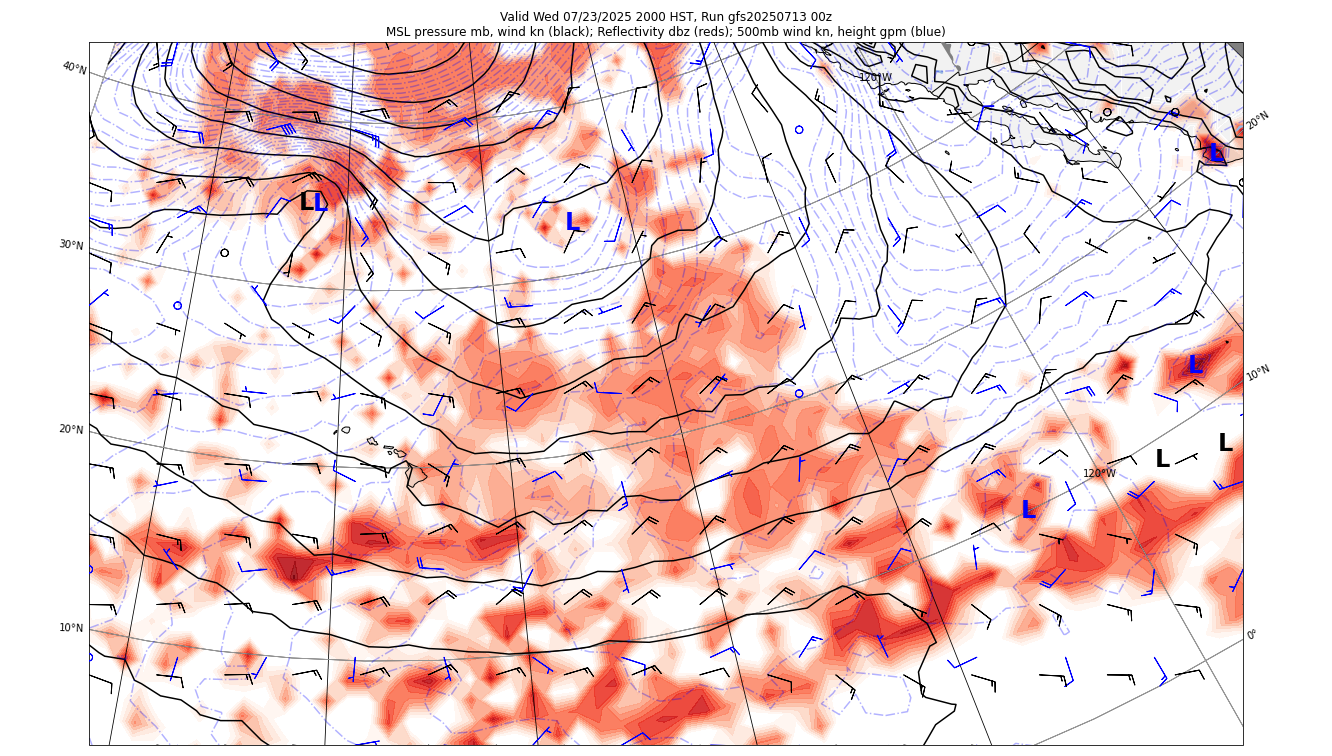 Valid Wed 07/23/2025 2000 HST, Run gfs20250713 00z
MSL pressure mb, wind kn (black); Reflectivity dbz (reds); 500mb wind kn, height gpm (blue)
40°N
120°W
20°N
L
L L
L
30°N
L
10°N
20°N
L
L
120°W
L
10°N
0°